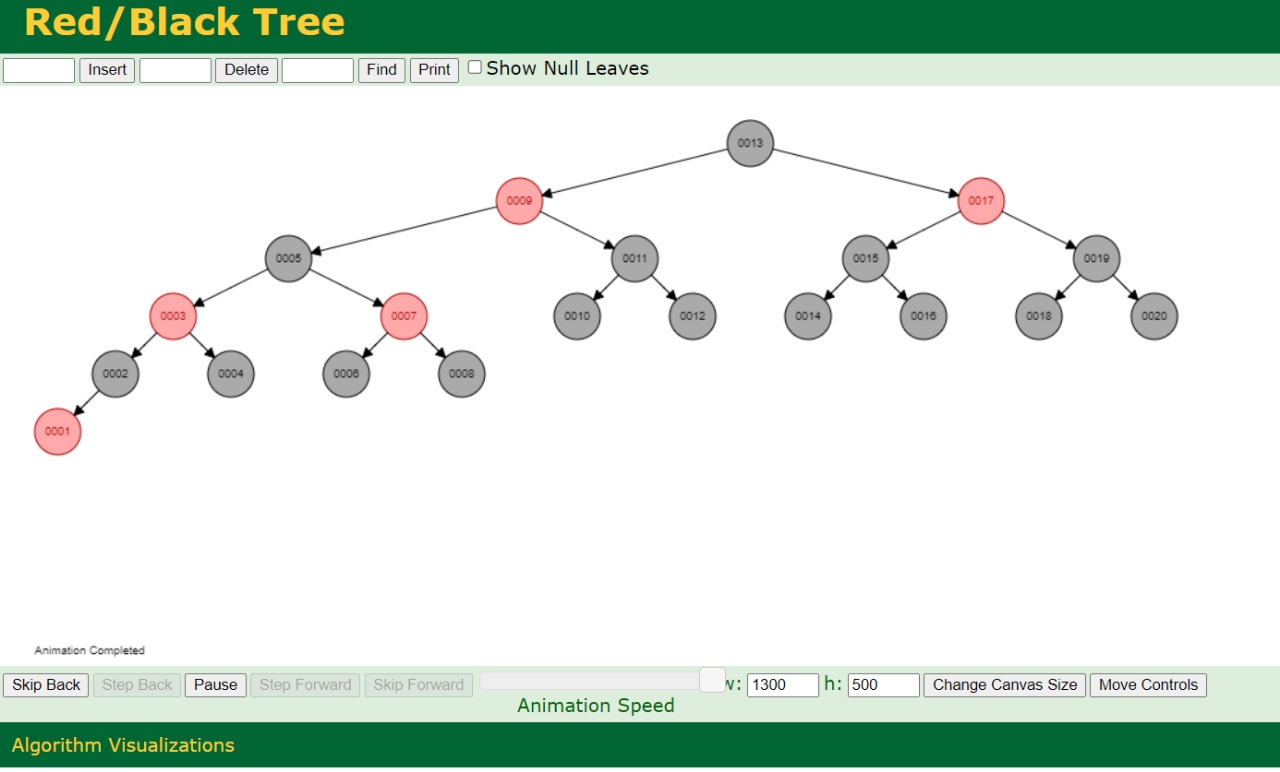 Red/Black Tree
Insert Delete Find Print Show Null Leaves
0013
0009 0017
0005 0011 0015 0019
0003 0007 0010 0012 0014 0016 0018 0020
0002 0004 0006 0008
0001
Animation Completed
Skip Back Step Back Pause Step Forward Skip Forward w: 1300 h: 500 Change Canvas Size Move Controls
Animation Speed
Algorithm Visualizations